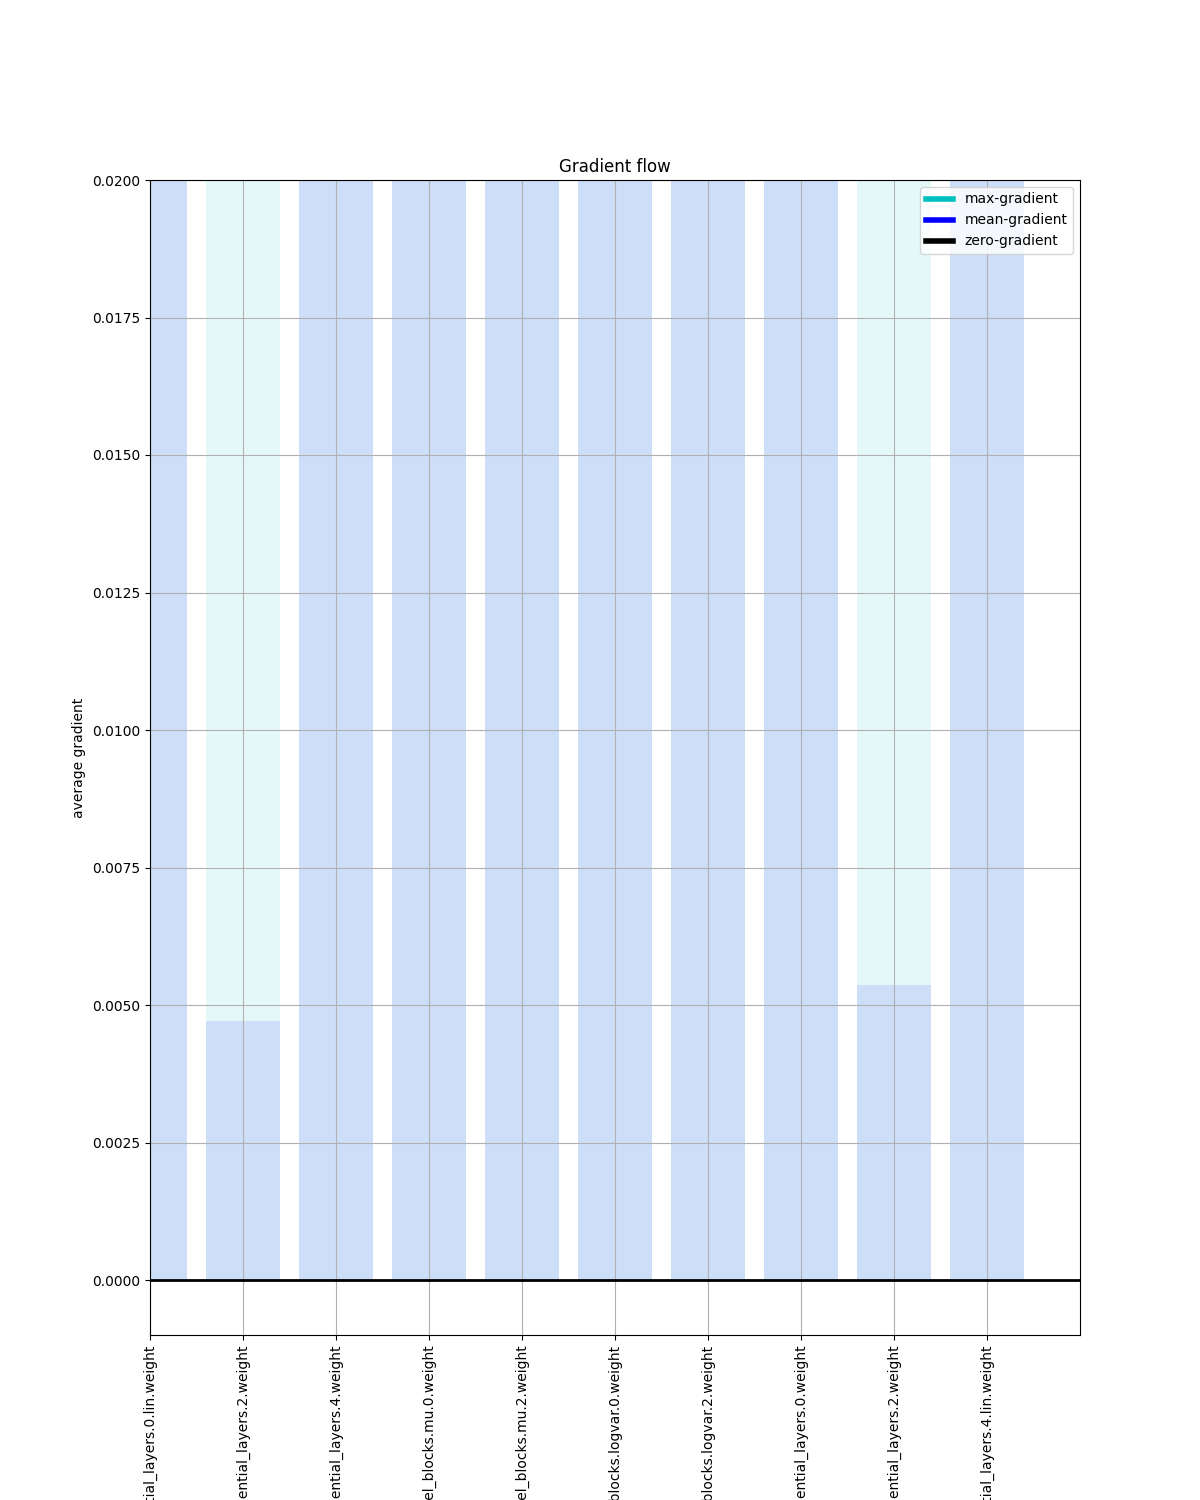 Gradient flow
max-gradient
mean-gradient
zero-gradient
0.0200
0.0175
0.0150
0.0125
0.0100
0.0075
0.0050
0.0025
0.0000
average gradient
tial_layers.0.lin.weight
ential_layers.2.weight
ential_layers.4.weight
el_blocks.mu.0.weight
el_blocks.mu.2.weight
blocks.logvar.0.weight
blocks.logvar.2.weight
ential_layers.0.weight
ential_layers.2.weight
tial_layers.4.lin.weight